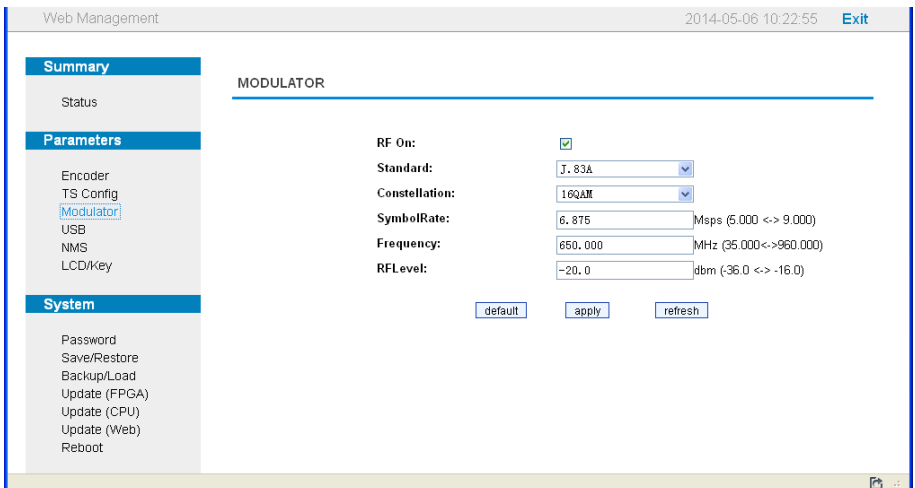 Web Management 2014-05-06 10:22:55 Exit
Summary
Status
Parameters
Encoder
TS Config
Modulator
USB
NMS
LCD/Key
System
Password
Save/Restore
Backup/Load
Update (FPGA)
Update (CPU)
Update (Web)
Reboot
MODULATOR
RF On:
Standard: J.83A
Constellation: 16QAM
SymbolRate: 6.875 Msps (5.000 <-> 9.000)
Frequency: 650.000 MHz (35.000<->960.000)
RFLevel: -20.0 dbm (-36.0 <-> -16.0)
default apply refresh